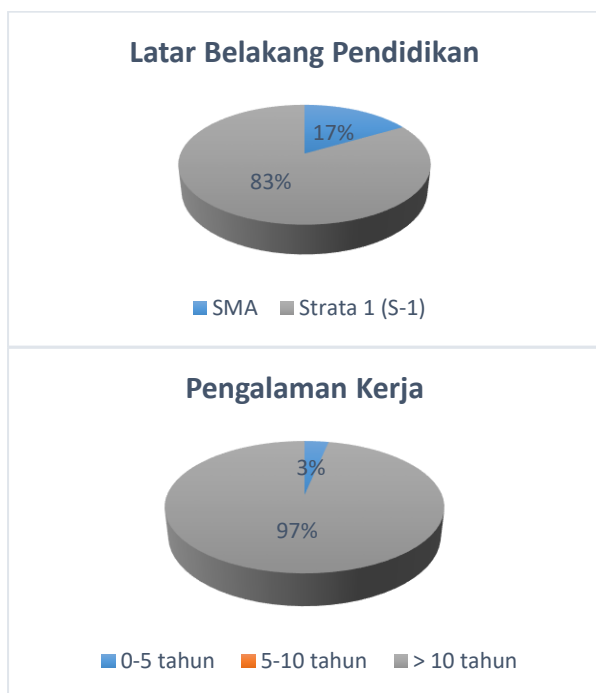 Latar Belakang Pendidikan
17%
83%
SMA Strata 1 (S-1)
Pengalaman Kerja
3%
97%
0-5 tahun 5-10 tahun > 10 tahun